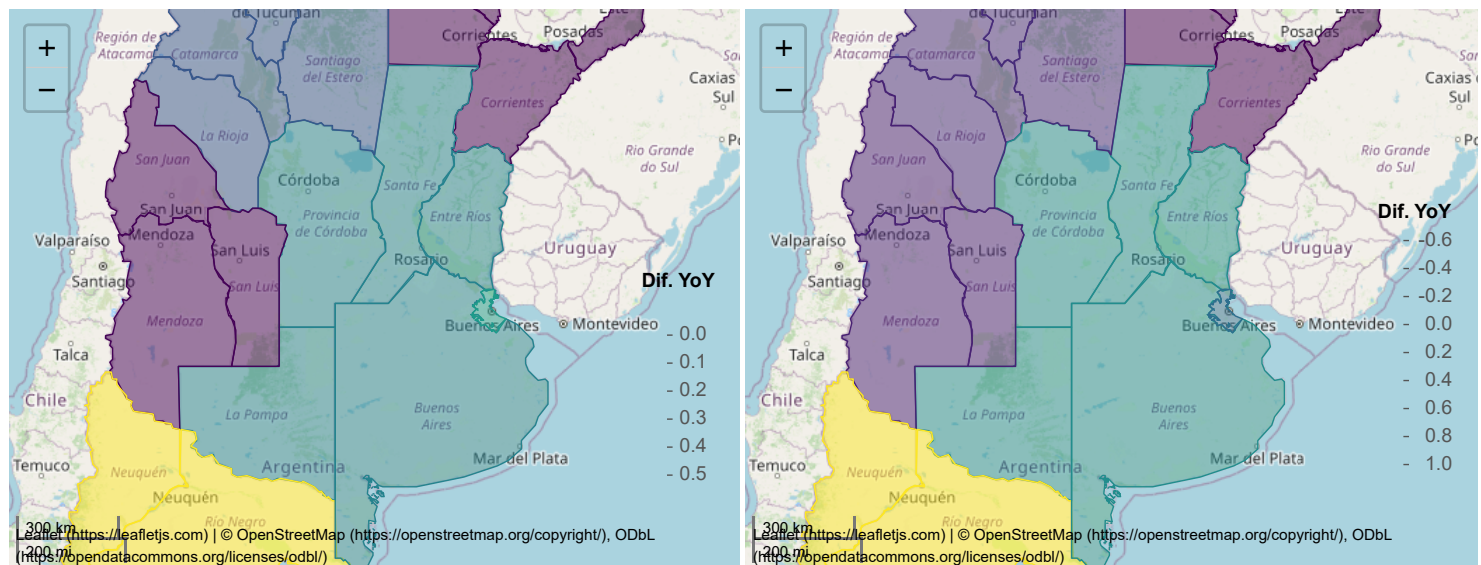 de Tucumán
Región de
Atacama
Catamarca
Santiago
del Estero
Corrientes
Posadas
Este
Caxias
Sul
Corrientes
La Rioja
San Juan
San Juan
Córdoba
Santa Fe
Rio Grande
do Sul
Provincia
de Córdoba
Entre Ríos
Valparaíso
Mendoza
San Luis
Uruguay
Santiago
San Luis
Rosario
Dif. YoY
Mendoza
Buenos Aires
Montevideo
- 0.0
Talca
- 0.1
- 0.2
Chile
La Pampa
Buenos
Aires
- 0.3
- 0.4
Temuco
Neuquén
Argentina
Mar del Plata
- 0.5
Neuquén
Río Negro
300 km
200 mi
Leaflet (https://leafletjs.com) | © OpenStreetMap (https://openstreetmap.org/copyright/), ODbL
(https://opendatacommons.org/licenses/odbl/)
+
−
de Tucumán
Región de
Atacama
Catamarca
Santiago
del Estero
Corrientes
Posadas
Este
Caxias
Sul
Corrientes
La Rioja
San Juan
San Juan
Córdoba
Santa Fe
Rio Grande
do Sul
Provincia
de Córdoba
Entre Ríos
Dif. YoY
Valparaíso
Mendoza
San Luis
Uruguay
- -0.6
Santiago
San Luis
Rosario
- -0.4
- -0.2
Mendoza
Buenos Aires
Montevideo
- 0.0
Talca
- 0.2
- 0.4
Chile
La Pampa
Buenos
Aires
- 0.6
- 0.8
Temuco
Neuquén
Argentina
Mar del Plata
- 1.0
Neuquén
Río Negro
300 km
200 mi
Leaflet (https://leafletjs.com) | © OpenStreetMap (https://openstreetmap.org/copyright/), ODbL
(https://opendatacommons.org/licenses/odbl/)
+
−